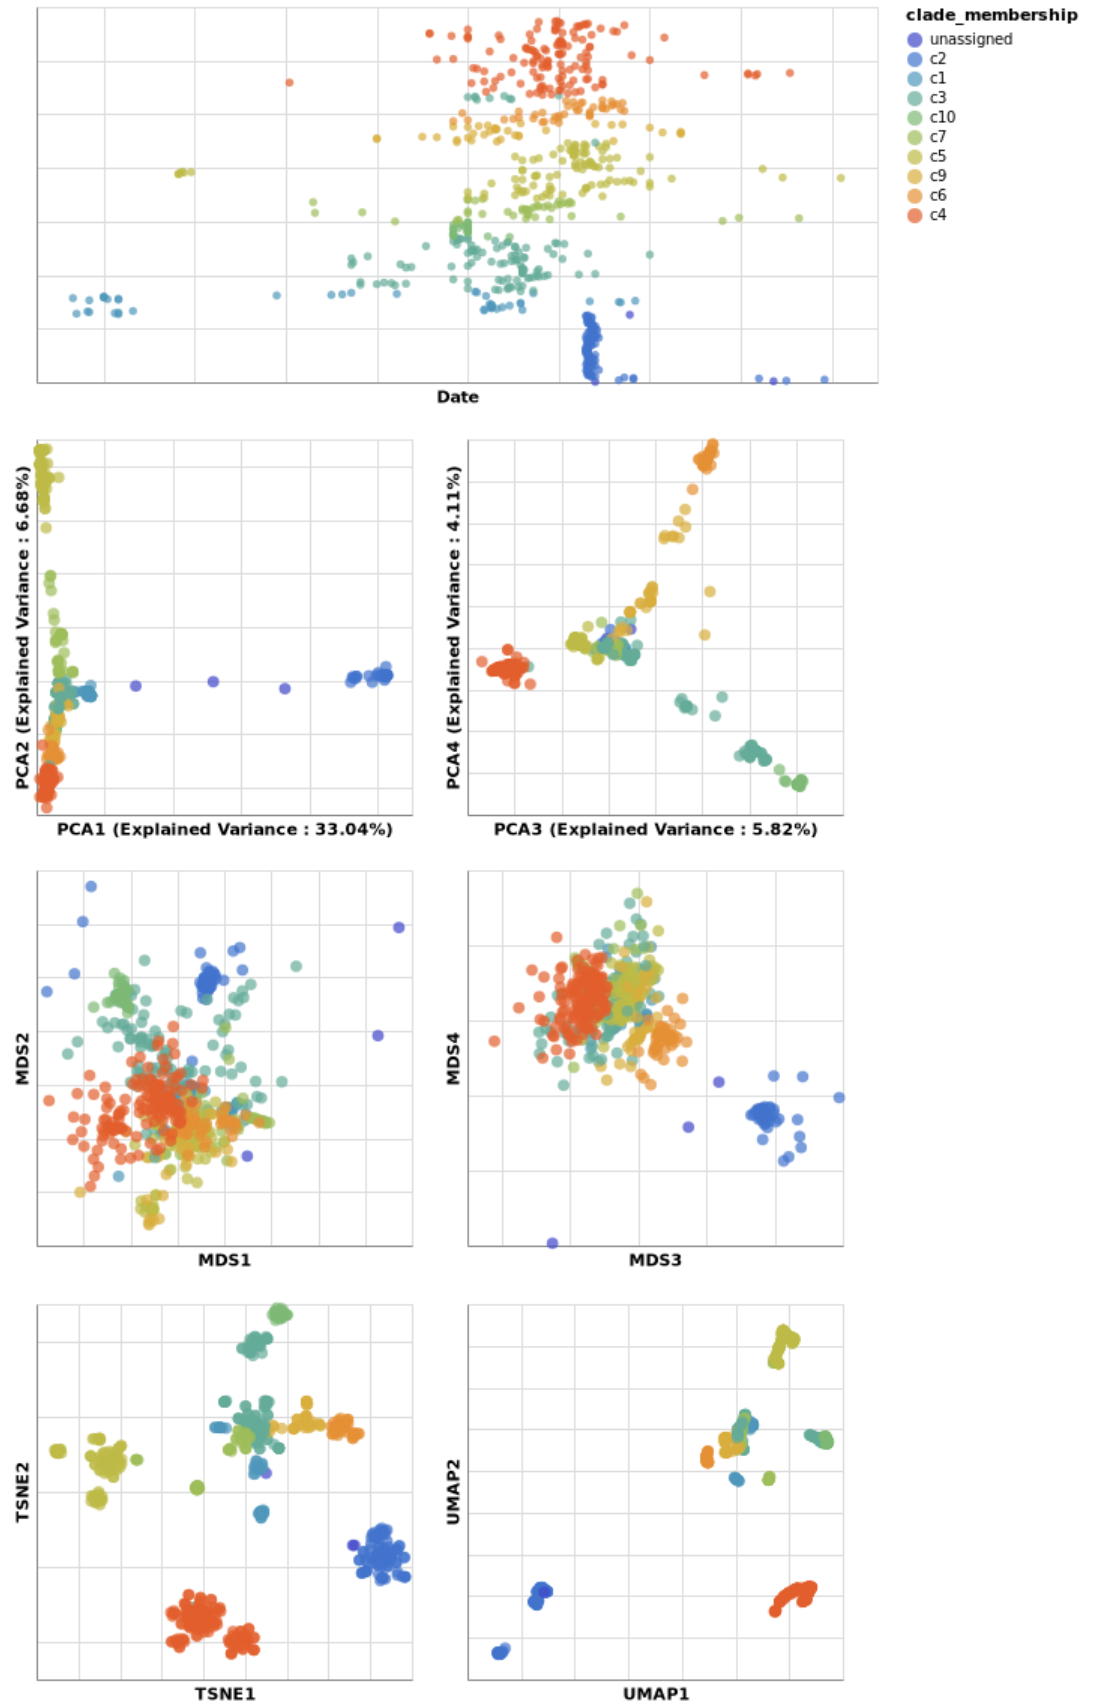 clade_membership
unassigned
c2
c1
c3
c10
c7
c5
c9
c6
c4
Date
PCA2 (Explained Variance : 6.68%)
PCA1 (Explained Variance : 33.04%)
PCA4 (Explained Variance : 4.11%)
PCA3 (Explained Variance : 5.82%)
MDS2
MDS1
MDS4
MDS3
TSNE2
TSNE1
UMAP2
UMAP1